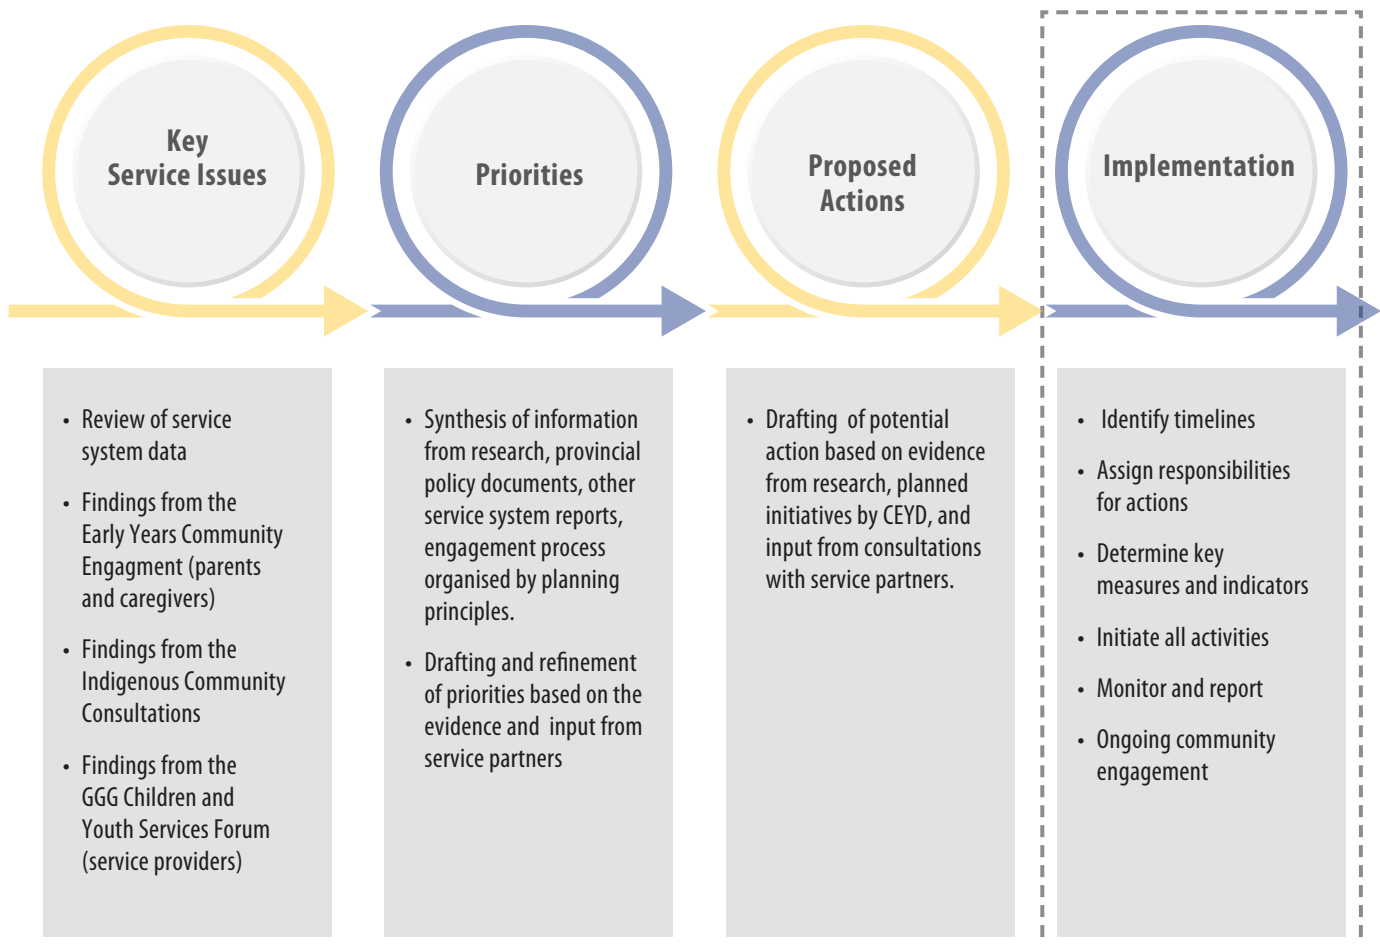 Key
Service Issues
Priorities
Proposed
Actions
Implementation
• Review of service
system data
• Findings from the
Early Years Community
Engagment (parents
and caregivers)
• Findings from the
Indigenous Community
Consultations
• Findings from the
GGG Children and
Youth Services Forum
(service providers)
• Synthesis of information
from research, provincial
policy documents, other
service system reports,
engagement process
organised by planning
principles.
• Drafting and refinement
of priorities based on the
evidence and input from
service partners
• Drafting of potential
action based on evidence
from research, planned
initiatives by CEYD, and
input from consultations
with service partners.
• Identify timelines
• Assign responsibilities
for actions
• Determine key
measures and indicators
• Initiate all activities
• Monitor and report
• Ongoing community
engagement